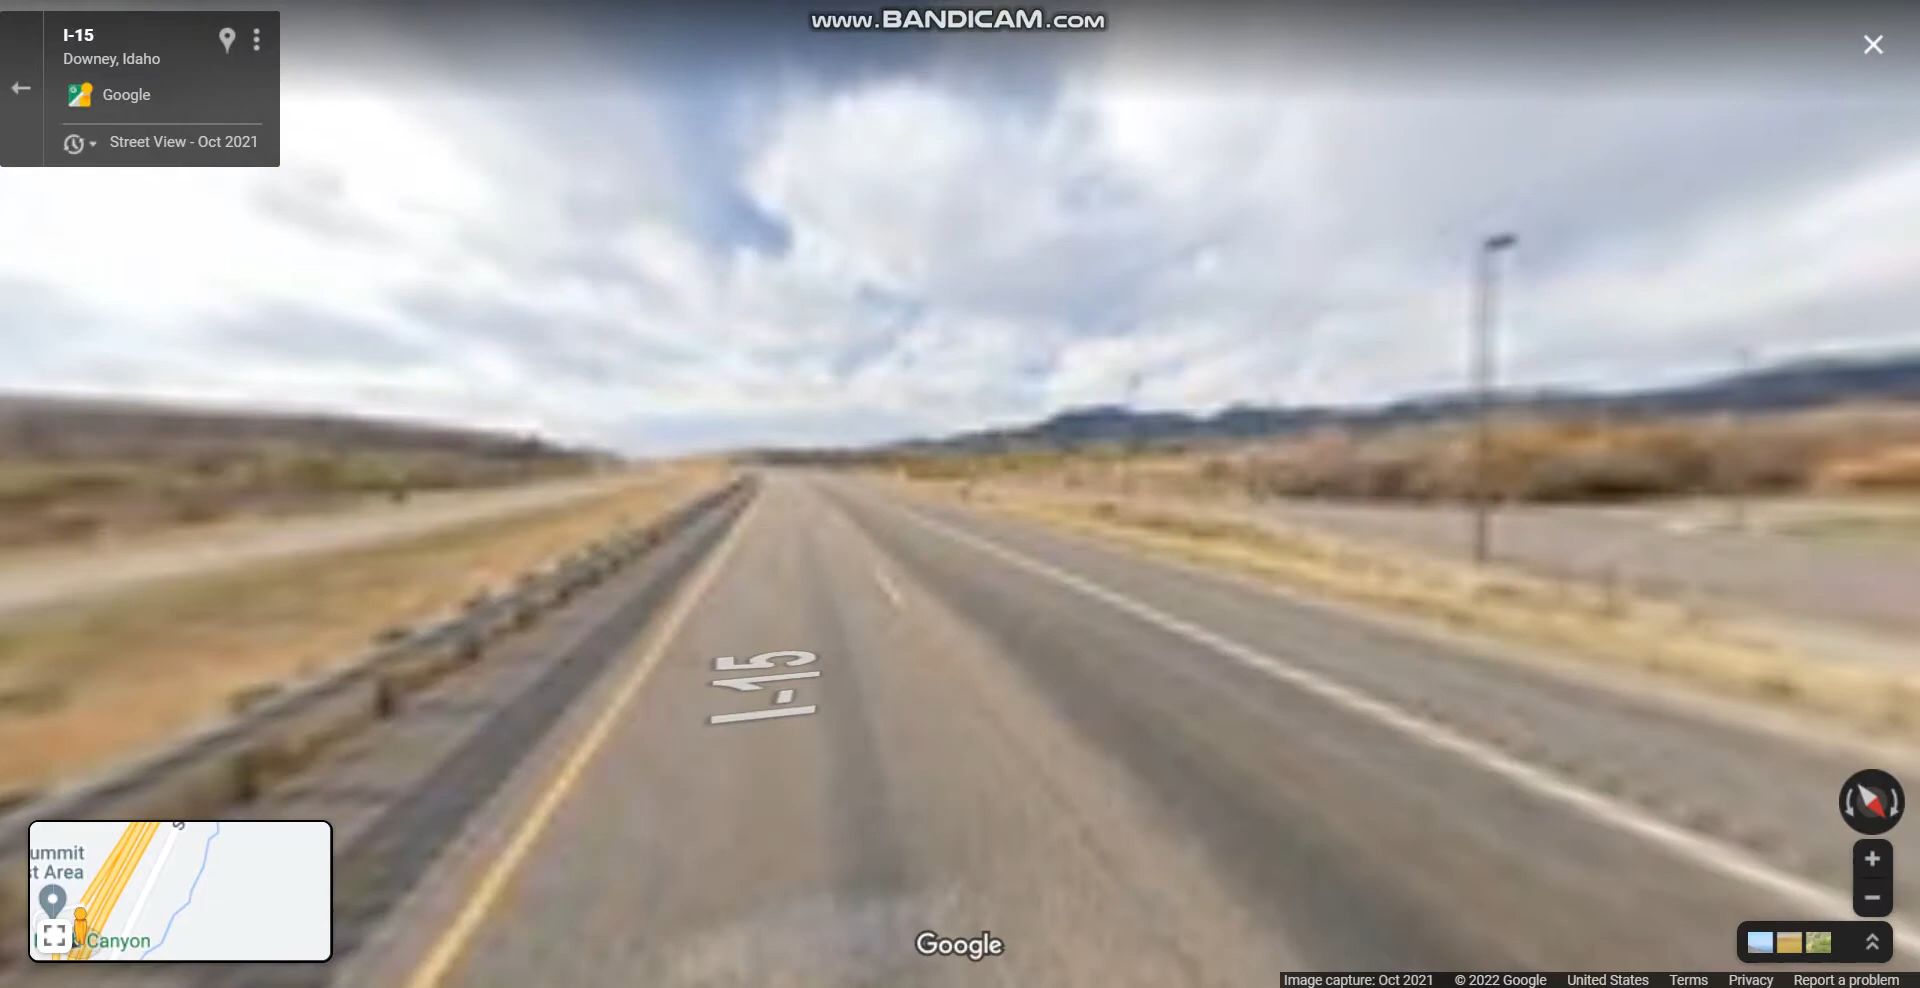 www.BANDICAM.com
I-15
Downey, Idaho
Google
Street View - Oct 2021
I-15
ummit
t Area
S
Canyon
Google
Image capture: Oct 2021 © 2022 Google United States Terms Privacy Report a problem